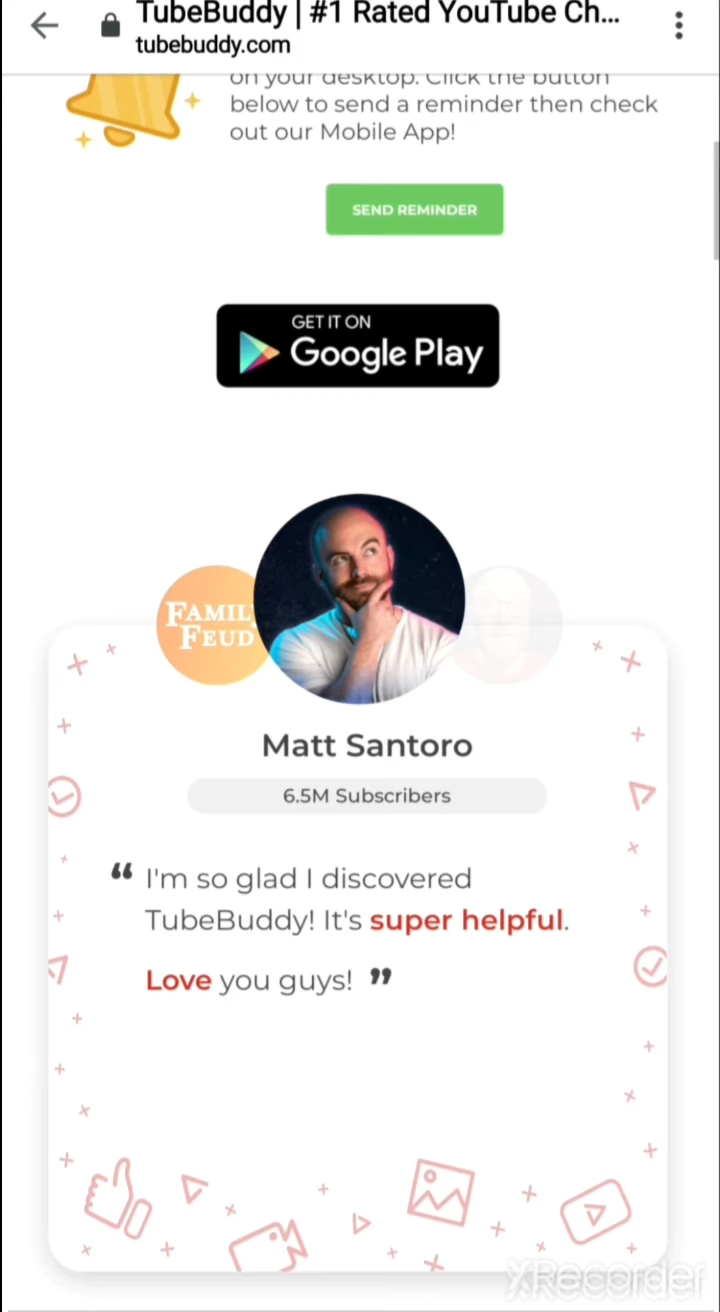 TubeBuddy | #1 Rated YouTube Ch...
tubebuddy.com
on your desktop. Click the button
below to send a reminder then check
out our Mobile App!
SEND REMINDER
GET IT ON
Google Play
FAMIL
FEUD
Matt Santoro
6.5M Subscribers
“ I'm so glad I discovered
TubeBuddy! It's super helpful.
Love you guys! ”
XRecorder